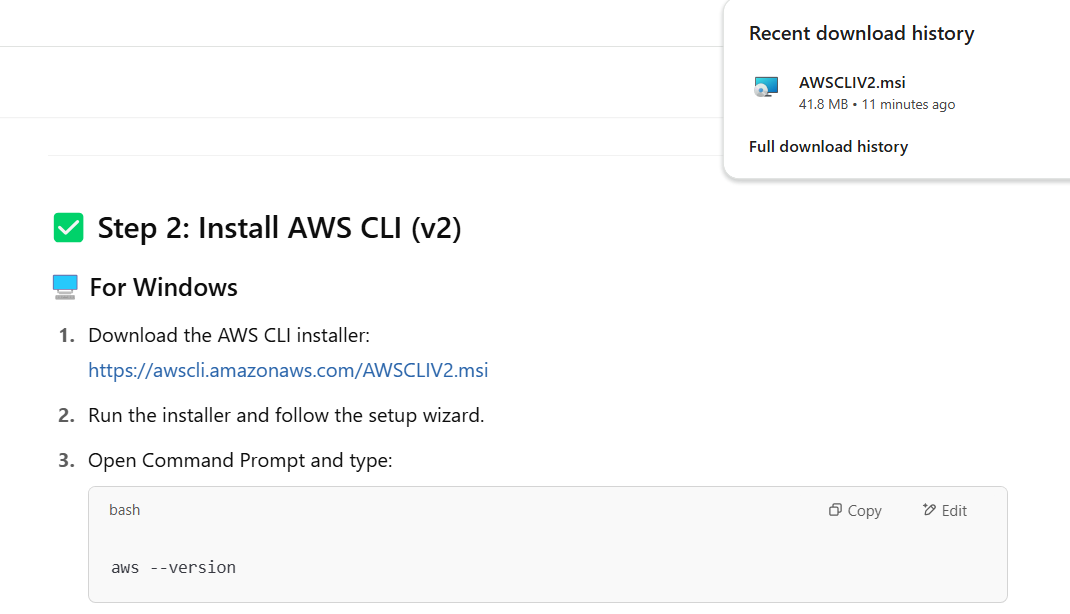 Recent download history
AWSCLIV2.msi
41.8 MB • 11 minutes ago
Full download history
Step 2: Install AWS CLI (v2)
For Windows
1. Download the AWS CLI installer:
https://awscli.amazonaws.com/AWSCLIV2.msi
2. Run the installer and follow the setup wizard.
3. Open Command Prompt and type:
bash Copy Edit
aws --version